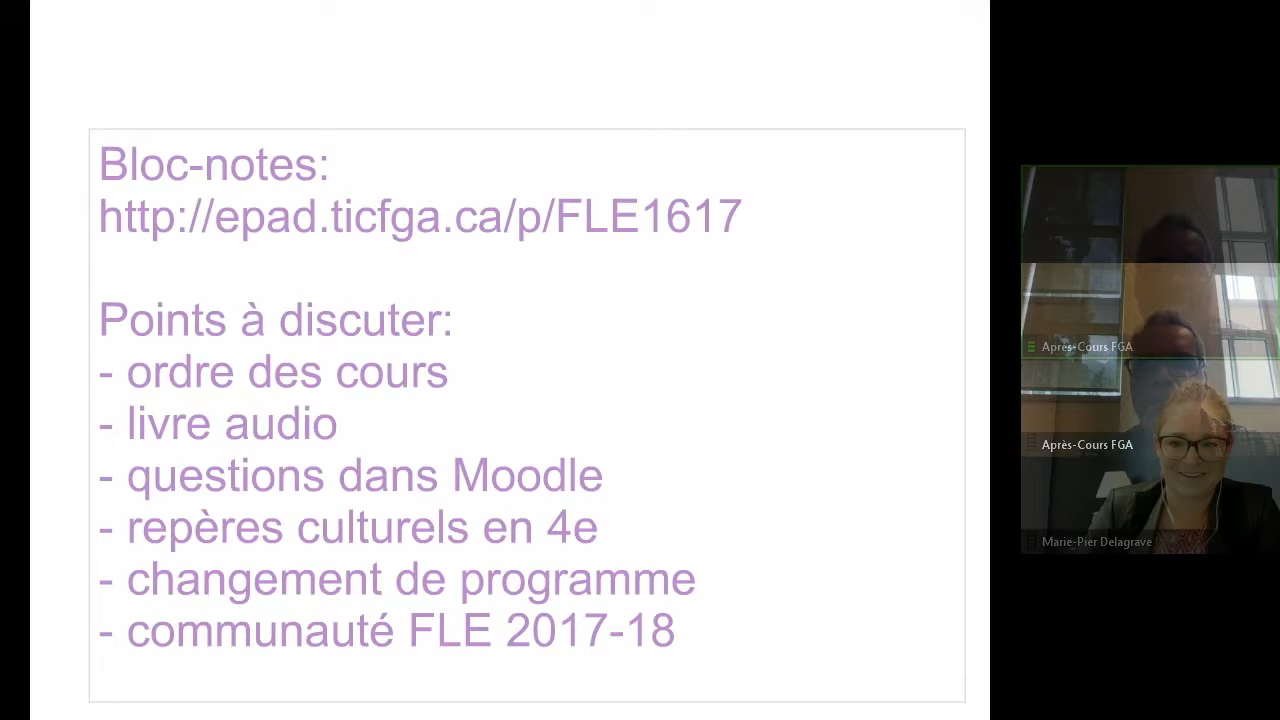 Bloc-notes:
http://epad.ticfga.ca/p/FLE1617
Points à discuter:
- ordre des cours
- livre audio
- questions dans Moodle
- repères culturels en 4e
- changement de programme
- communauté FLE 2017-18
Apres-Cours FGA
Après-Cours FGA
Marie-Pier Delagrave